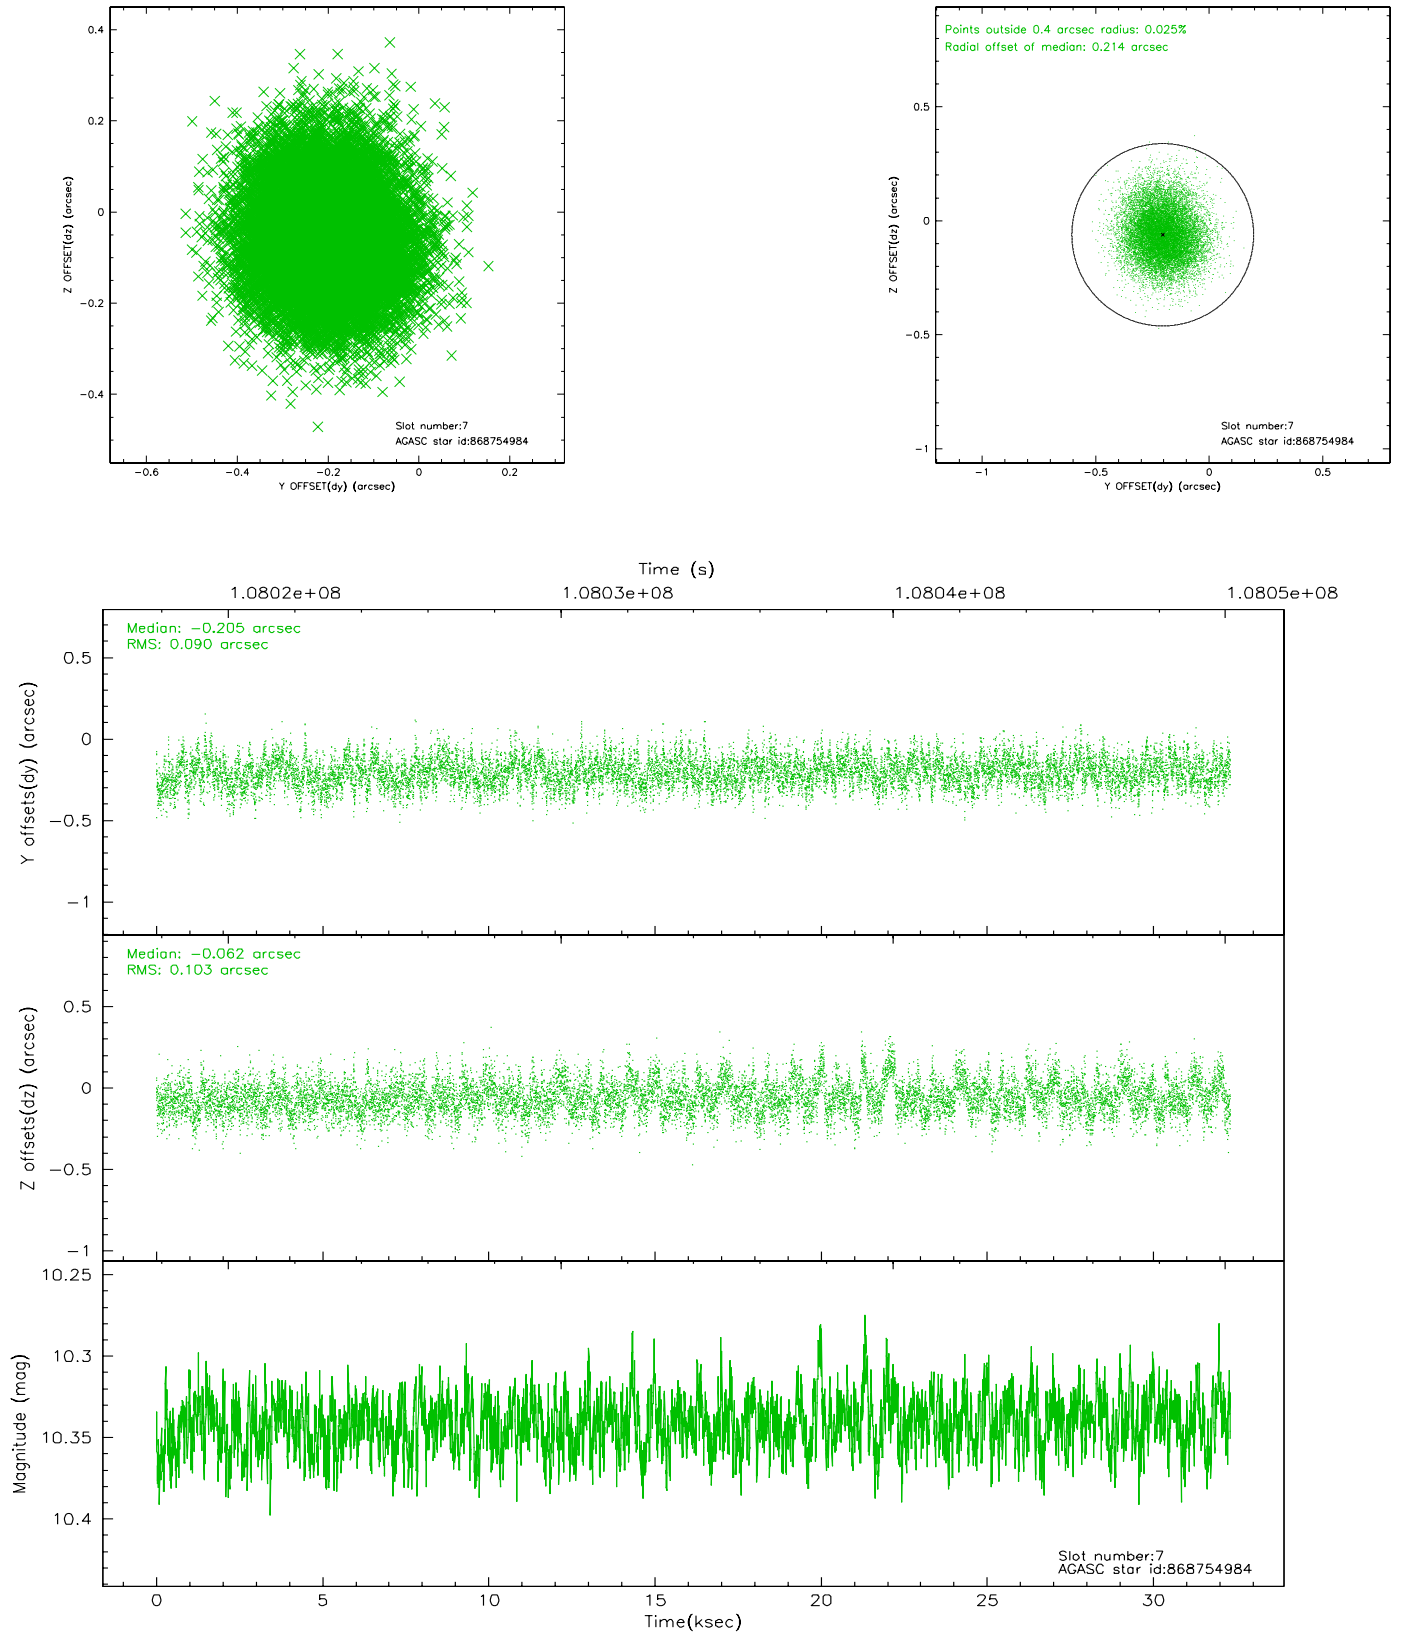 0.4
0.2
0
−0.2
−0.4
Z OFFSET(dz) (arcsec)
Slot number:7
AGASC star id:868754984
−0.6
−0.4
−0.2
0
0.2
Y OFFSET(dy) (arcsec)
Points outside 0.4 arcsec radius: 0.025%
Radial offset of median: 0.214 arcsec
0.5
0
−0.5
−1
Z OFFSET(dz) (arcsec)
Slot number:7
AGASC star id:868754984
−1
−0.5
0
0.5
Y OFFSET(dy) (arcsec)
Time (s)
1.0802e+08
1.0803e+08
1.0804e+08
1.0805e+08
Median: −0.205 arcsec
RMS: 0.090 arcsec
0.5
0
−0.5
−1
Y offsets(dy) (arcsec)
Median: −0.062 arcsec
RMS: 0.103 arcsec
0.5
0
−0.5
−1
Z offsets(dz) (arcsec)
10.25
10.3
10.35
10.4
Magnitude (mag)
Slot number:7
AGASC star id:868754984
0
5
10
15
20
25
30
Time(ksec)